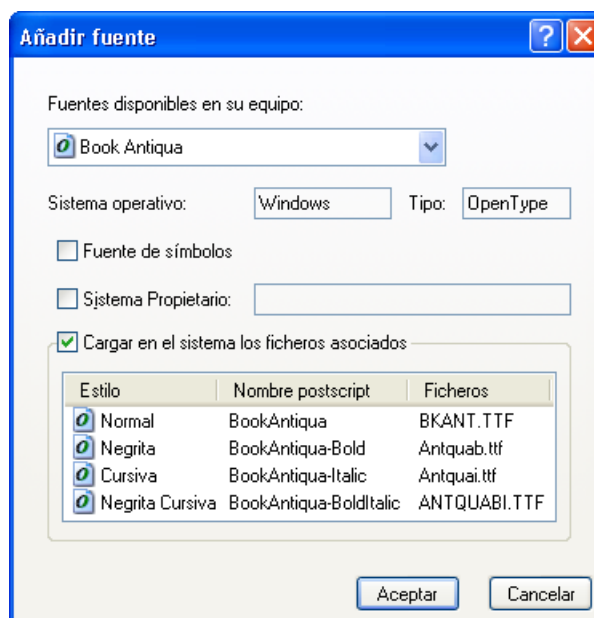 Añadir fuente
Fuentes disponibles en su equipo:
Book Antiqua
Sistema operativo: Windows Tipo: OpenType
Fuente de símbolos
Sistema Propietario:
Cargar en el sistema los ficheros asociados
Estilo Nombre postscript Ficheros
Normal BookAntiqua BKANT.TTF
Negrita BookAntiqua-Bold Antquab.ttf
Cursiva BookAntiqua-Italic Antquai.ttf
Negrita Cursiva BookAntiqua-BoldItalic ANTQUABI.TTF
Aceptar Cancelar